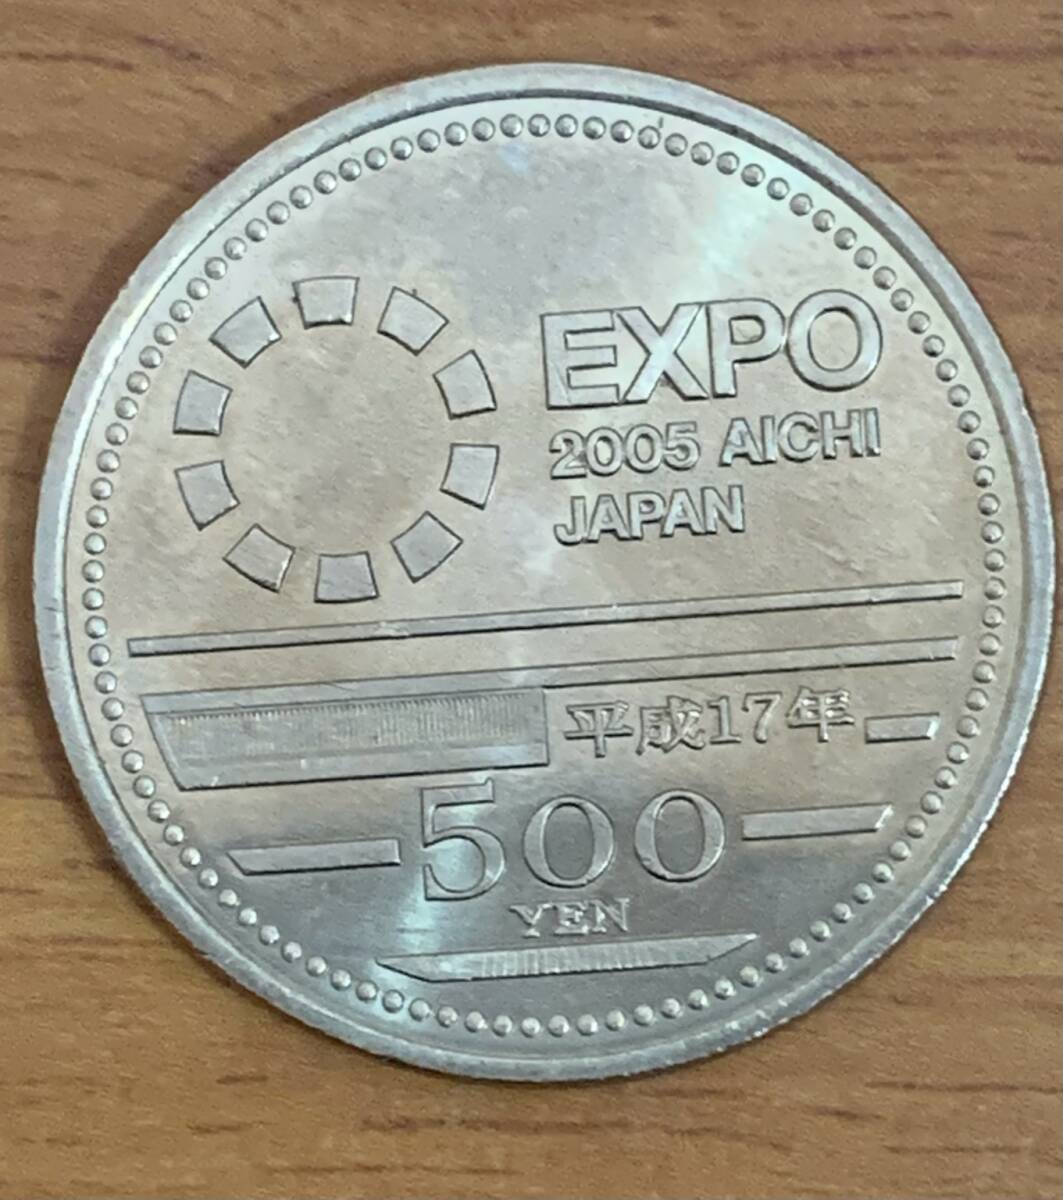 EXPO
2005 AICHI
JAPAN
平成17年
500
YEN